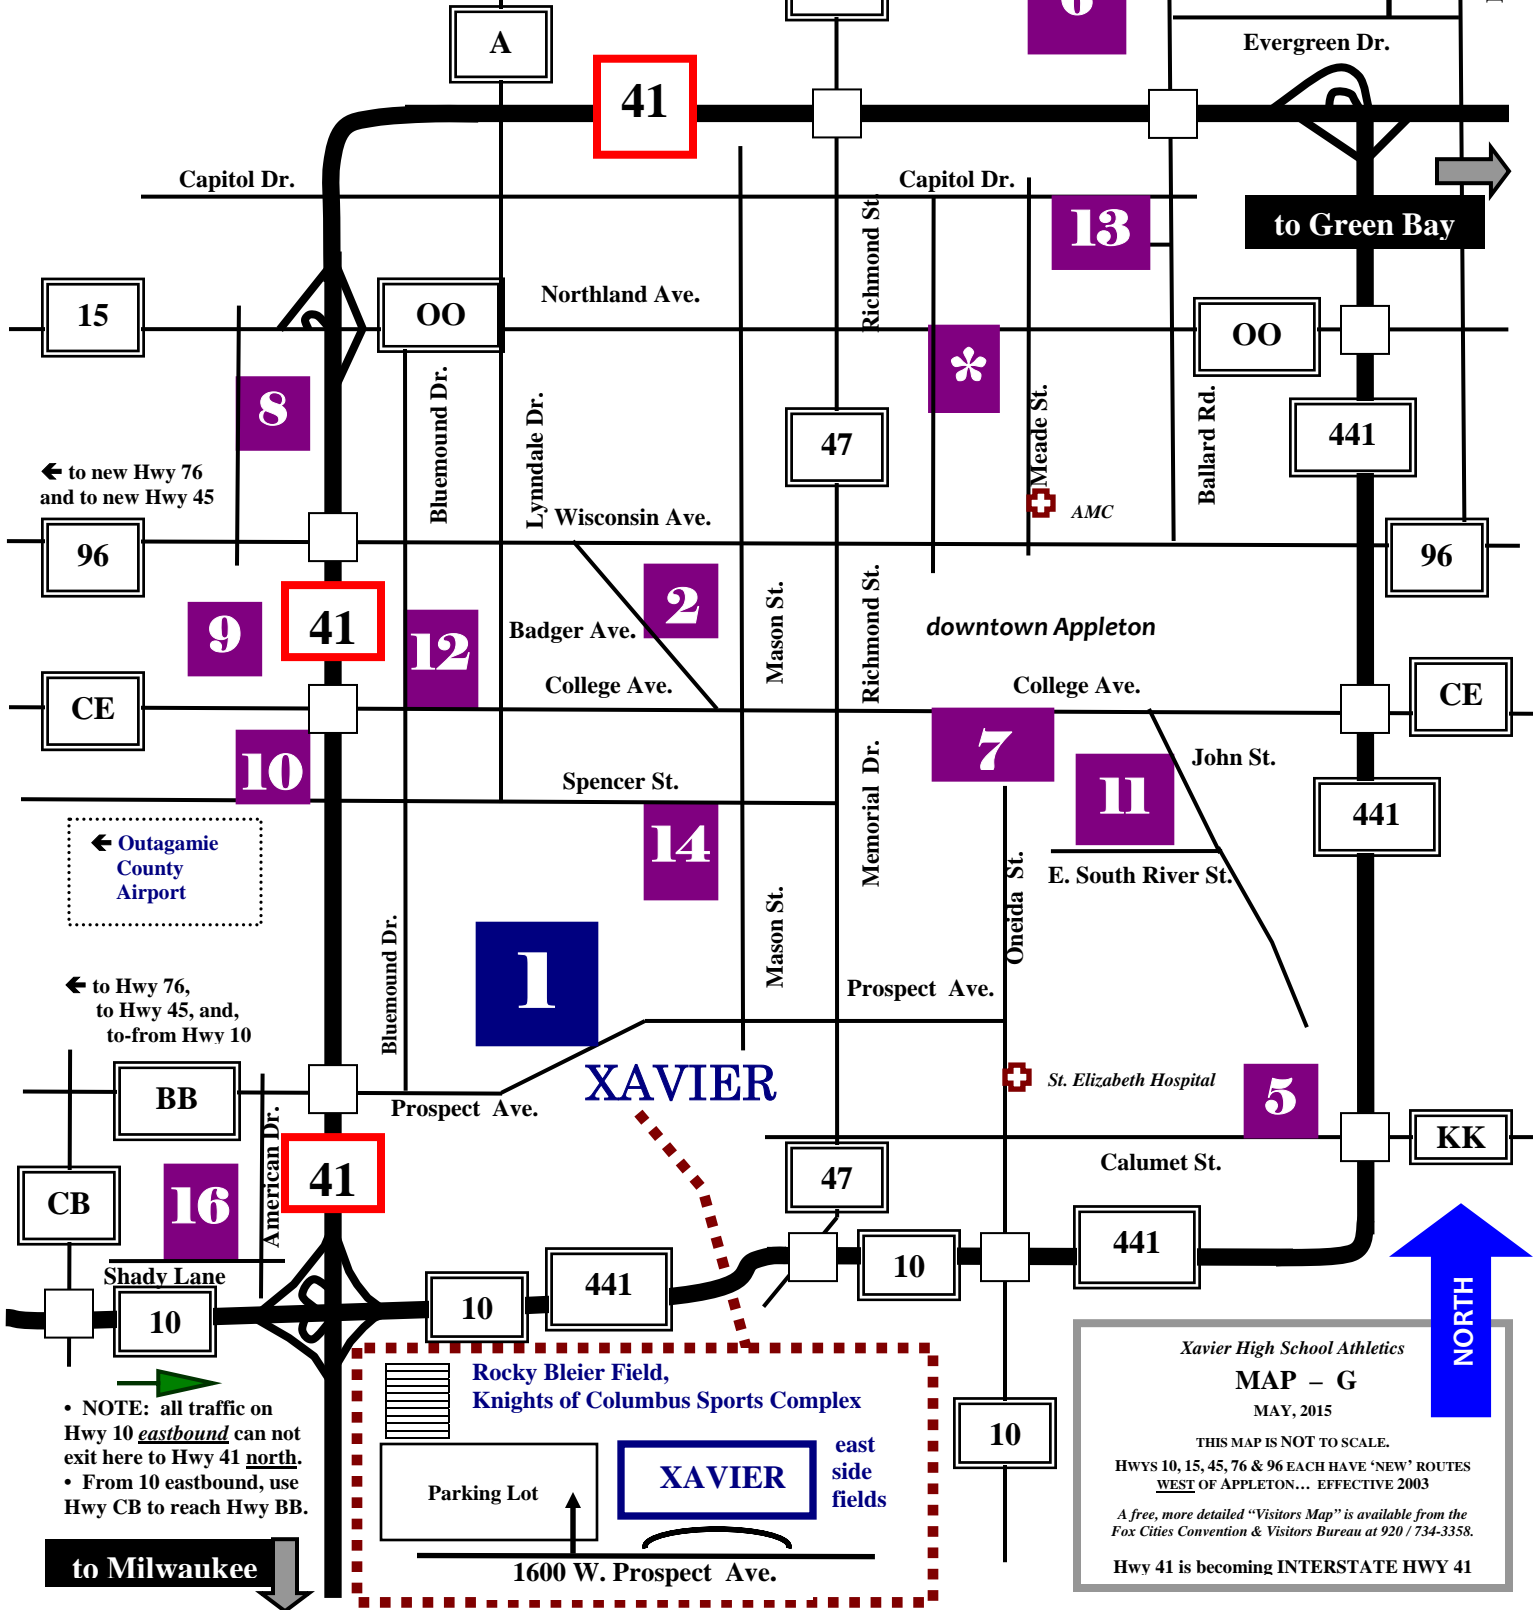 6
Evergreen Dr.
A
41
Capitol Dr.
Capitol Dr.
13
to Green Bay
Richmond St.
15
OO
Northland Ave.
OO
*
8
Bluemound Dr.
Lynndale Dr.
47
Meade St.
Ballard Rd.
441
🡸 to new Hwy 76
and to new Hwy 45
AMC
Wisconsin Ave.
96
96
9
41
12
Badger Ave.
2
Mason St.
Richmond St.
downtown Appleton
CE
College Ave.
College Ave.
CE
10
Spencer St.
7
John St.
11
441
14
Memorial Dr.
🡸 Outagamie
County
Airport
E. South River St.
Oneida St.
Bluemound Dr.
1
Mason St.
Prospect Ave.
🡸 to Hwy 76,
to Hwy 45, and,
to-from Hwy 10
BB
Prospect Ave.
XAVIER
St. Elizabeth Hospital
5
KK
American Dr.
41
CB
16
47
Calumet St.
Shady Lane
10
10
441
10
441
NORTH
• NOTE: all traffic on
Hwy 10 eastbound can not
exit here to Hwy 41 north.
• From 10 eastbound, use
Hwy CB to reach Hwy BB.
to Milwaukee
Rocky Bleier Field,
Knights of Columbus Sports Complex
Parking Lot
XAVIER
east
side
fields
1600 W. Prospect Ave.
10
Xavier High School Athletics
MAP – G
MAY, 2015
THIS MAP IS NOT TO SCALE.
HWYS 10, 15, 45, 76 & 96 EACH HAVE ‘NEW’ ROUTES
WEST OF APPLETON… EFFECTIVE 2003
A free, more detailed “Visitors Map” is available from the
Fox Cities Convention & Visitors Bureau at 920 / 734-3358.
Hwy 41 is becoming INTERSTATE HWY 41